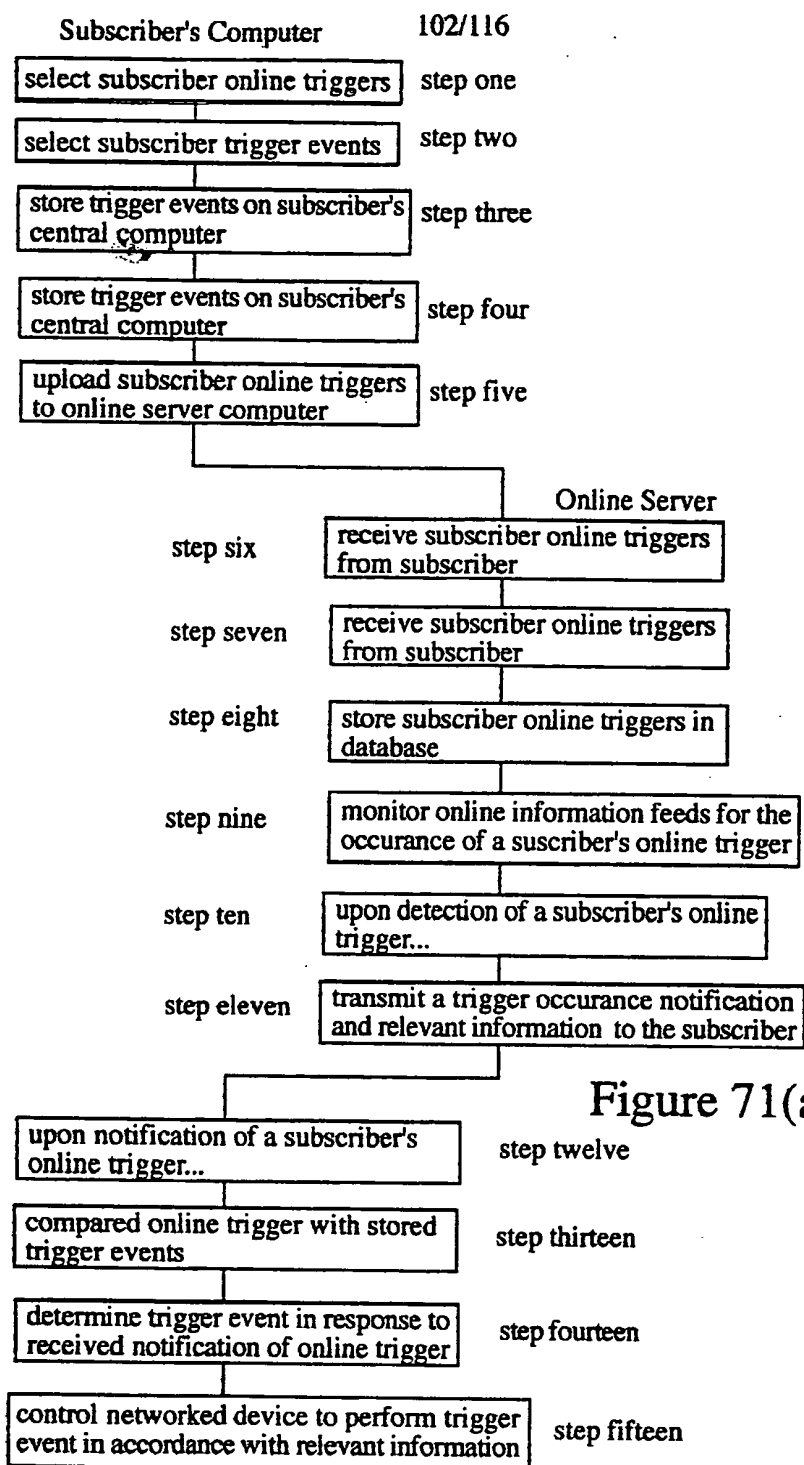 Subscriber's Computer
102/116
select subscriber online triggers
step one
select subscriber trigger events
step two
store trigger events on subscriber's
central computer
step three
store trigger events on subscriber's
central computer
step four
upload subscriber online triggers
to online server computer
step five
Online Server
step six
receive subscriber online triggers
from subscriber
step seven
receive subscriber online triggers
from subscriber
step eight
store subscriber online triggers in
database
step nine
monitor online information feeds for the
occurance of a suscriber's online trigger
step ten
upon detection of a subscriber's online
trigger...
step eleven
transmit a trigger occurance notification
and relevant information to the subscriber
Figure 71(a
upon notification of a subscriber's
online trigger...
step twelve
compared online trigger with stored
trigger events
step thirteen
determine trigger event in response to
received notification of online trigger
step fourteen
control networked device to perform trigger
event in accordance with relevant information
step fifteen